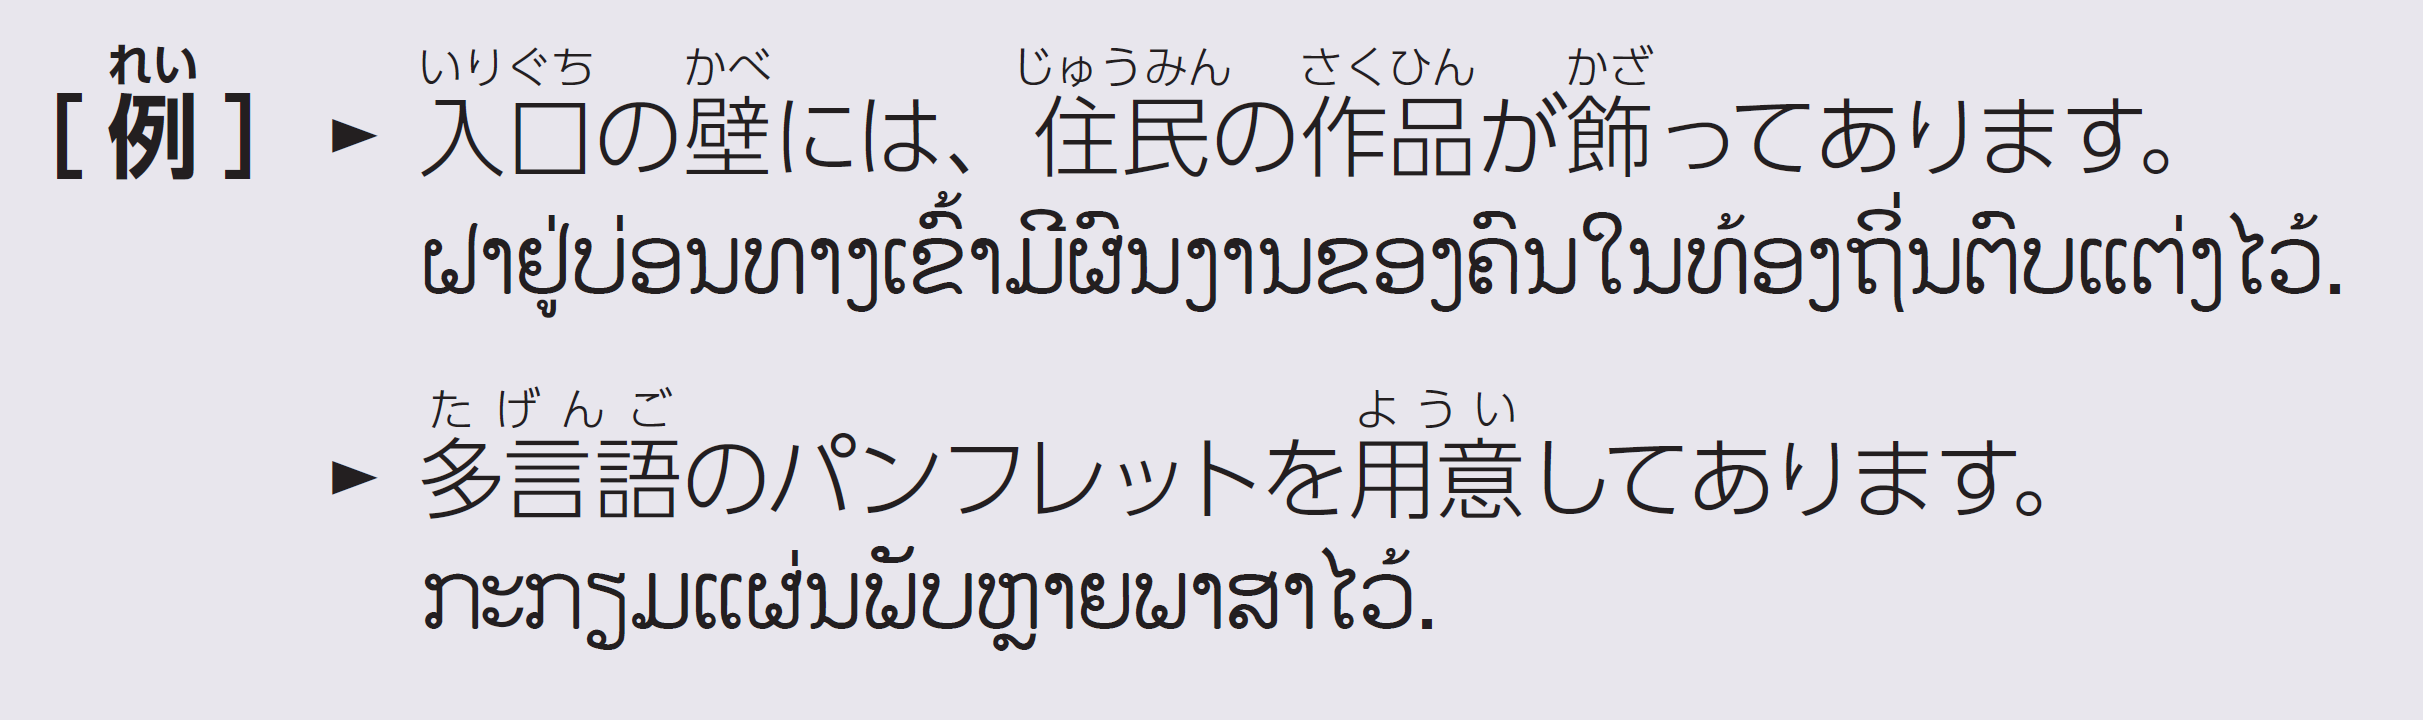 れい
[ 例 ] ► いりぐち かべ じゅうみん さくひん かざ
入口の壁には、住民の作品が飾ってあります。
ຝາຢູ່ບ່ອນທາງເຂົ້າມີຜົນງານຂອງຄົນໃນທ້ອງຖິ່ນຕົບແຕ່ງໄວ້.
たげんご ようい
► 多言語のパンフレットを用意してあります。
ກະກຽມແຜ່ນພັບຫຼາຍພາສາໄວ້.